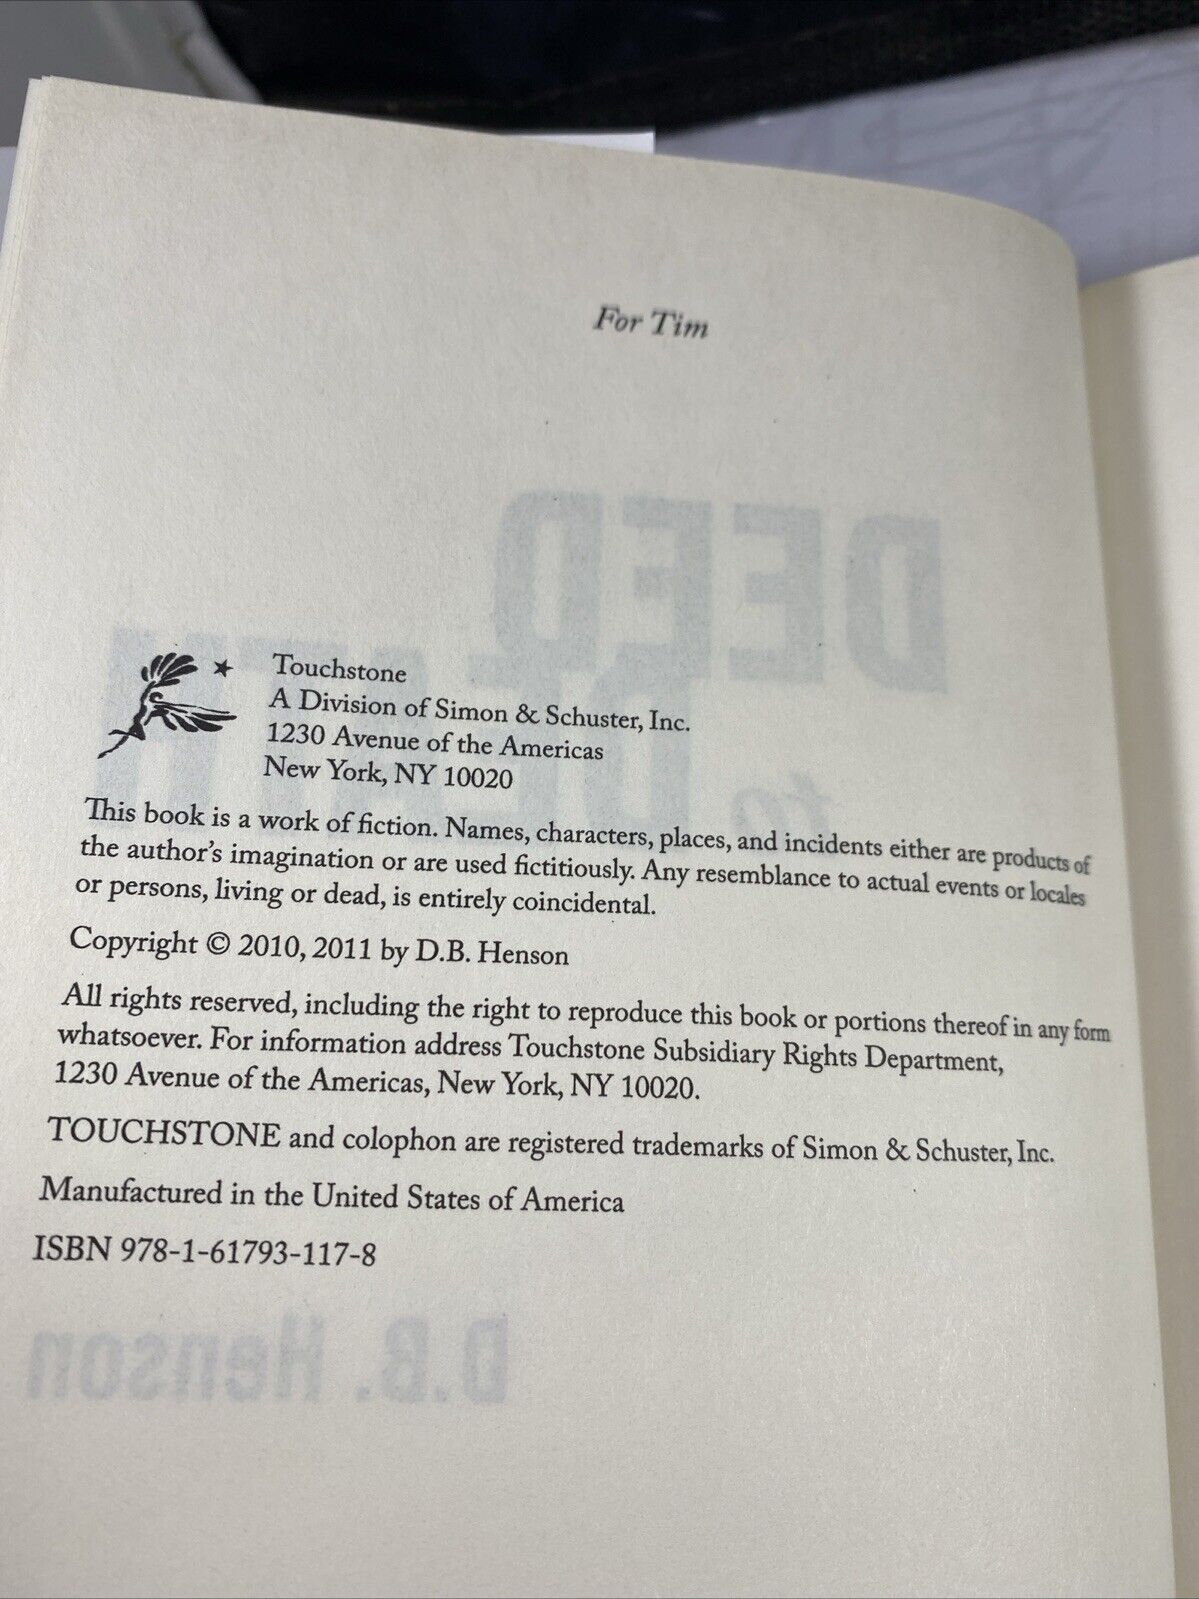 For Tim
DEED
to DEATH
Touchstone
A Division of Simon & Schuster, Inc.
1230 Avenue of the Americas
New York, NY 10020
This book is a work of fiction. Names, characters, places, and incidents either are products of
the author's imagination or are used fictitiously. Any resemblance to actual events or locales
or persons, living or dead, is entirely coincidental.
Copyright © 2010, 2011 by D.B. Henson
All rights reserved, including the right to reproduce this book or portions thereof in any form
whatsoever. For information address Touchstone Subsidiary Rights Department,
1230 Avenue of the Americas, New York, NY 10020.
TOUCHSTONE and colophon are registered trademarks of Simon & Schuster, Inc.
Manufactured in the United States of America
ISBN 978-1-61793-117-8
D.B. Henson